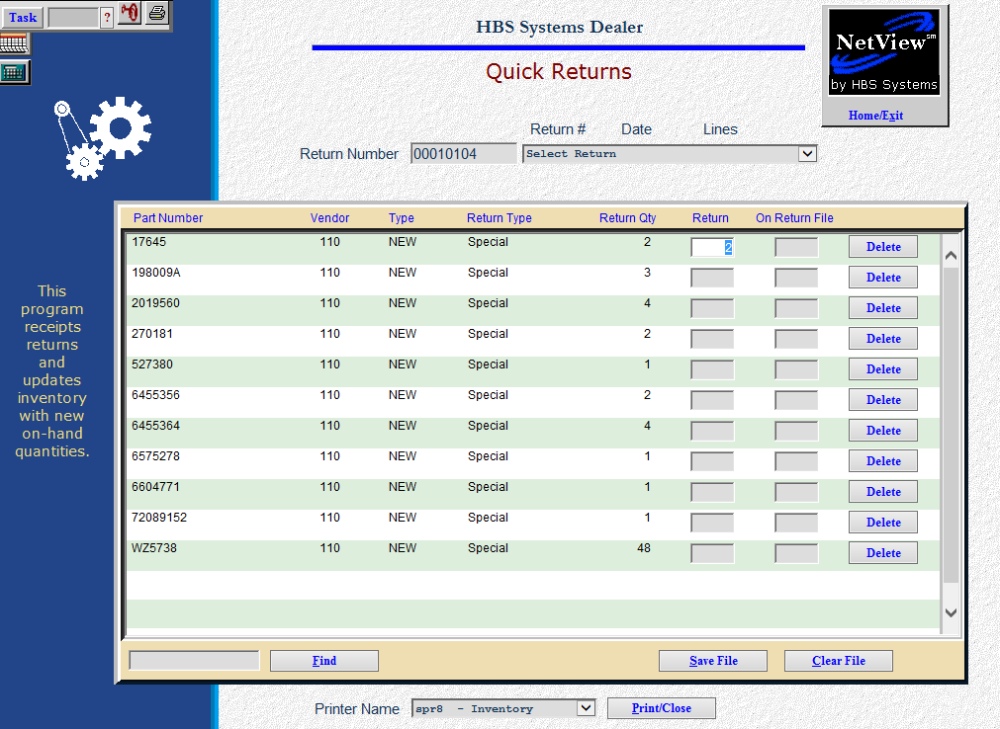 Task ?
HBS Systems Dealer
Quick Returns
NetView℠
by HBS Systems
Home/Exit
Return # Date Lines
Return Number 00010104 Select Return
This
program
receipts
returns
and
updates
inventory
with new
on-hand
quantities.
Part Number Vendor Type Return Type Return Qty Return On Return File
17645 110 NEW Special 2 2 Delete
198009A 110 NEW Special 3 Delete
2019560 110 NEW Special 4 Delete
270181 110 NEW Special 2 Delete
527380 110 NEW Special 1 Delete
6455356 110 NEW Special 2 Delete
6455364 110 NEW Special 4 Delete
6575278 110 NEW Special 1 Delete
6604771 110 NEW Special 1 Delete
72089152 110 NEW Special 1 Delete
WZ5738 110 NEW Special 48 Delete
Find Save File Clear File
Printer Name spr8 - Inventory Print/Close